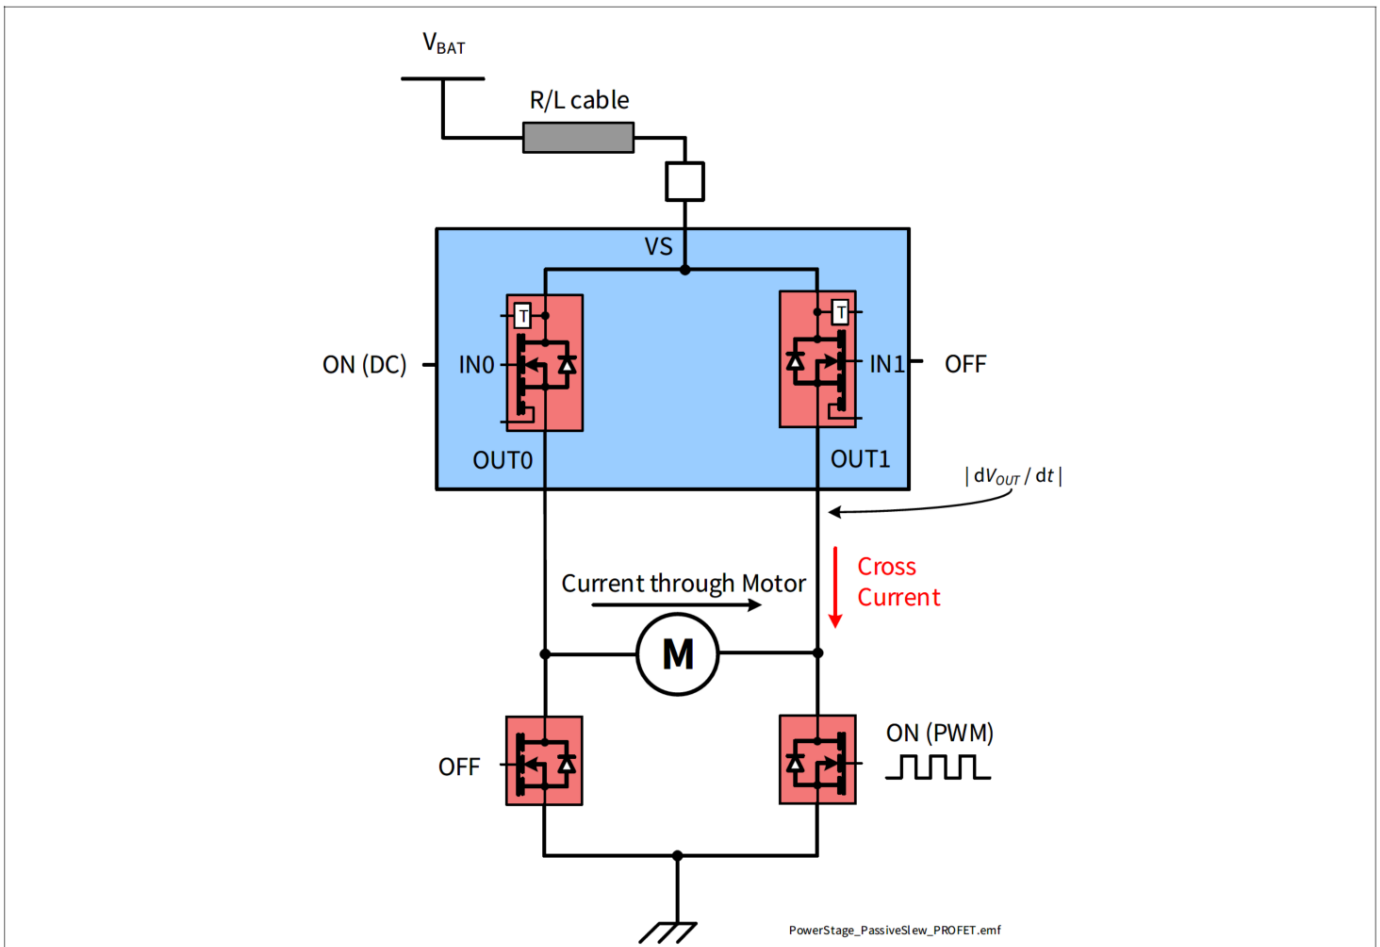 VBAT
R/L cable
VS
T
T
ON (DC)
IN0
IN1
OFF
OUT0
OUT1
| dVOUT / dt |
Cross
Current
Current through Motor
M
ON (PWM)
OFF
PowerStage_PassiveSlew_PROFET.emf